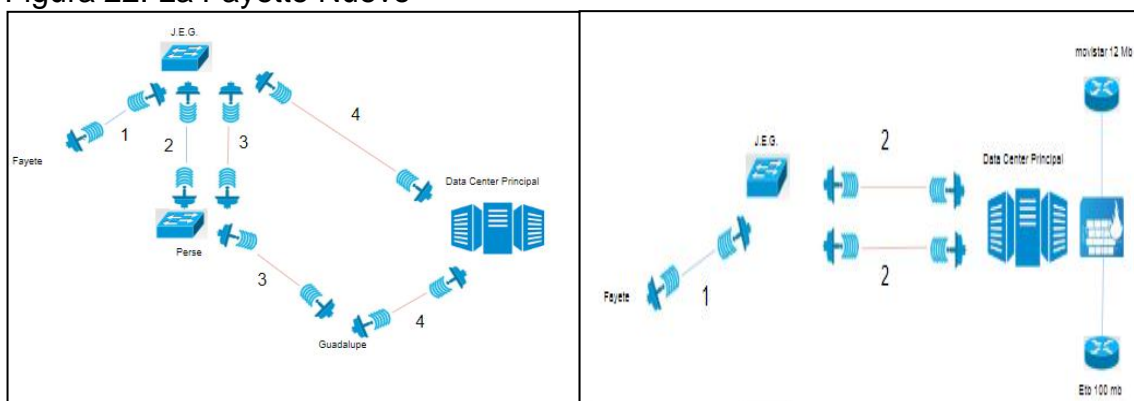 Figura 22. La Fayette Nuevo
J.E.G.
4
1
2
3
Fayete
Data Center Principal
Perse
3
4
Guadalupe
movistar 12 Mb
2
J.E.G.
Data Center Principal
2
Fayete
1
Etb 100 mb